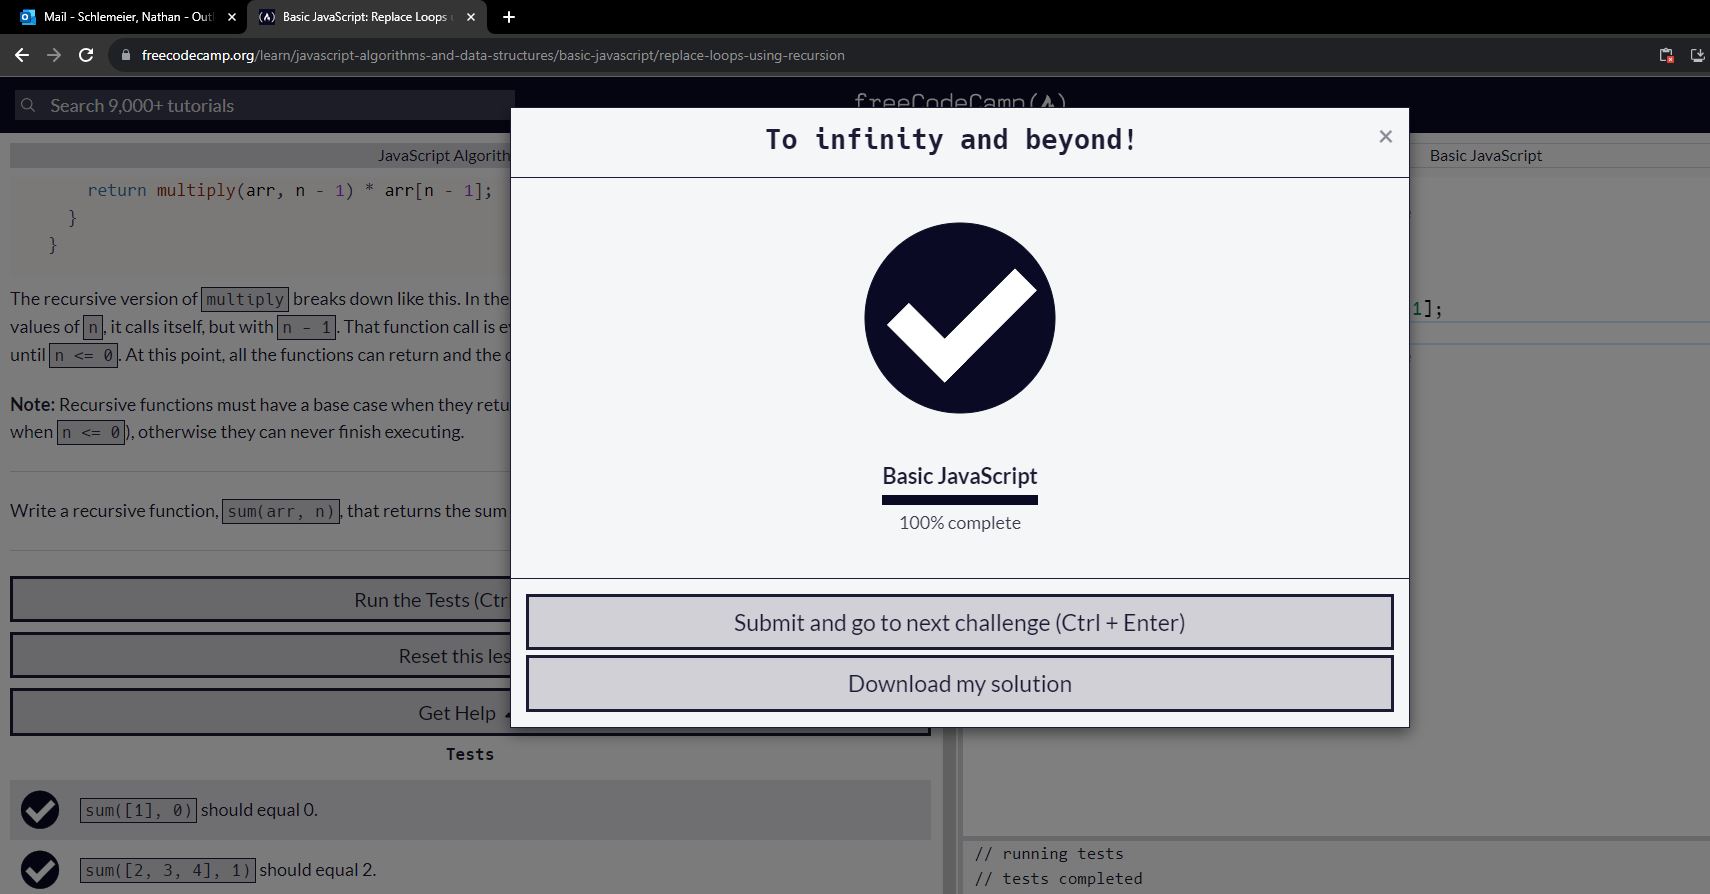 Mail - Schlemeier, Nathan - Outl
Basic JavaScript: Replace Loops
freecodecamp.org/learn/javascript-algorithms-and-data-structures/basic-javascript/replace-loops-using-recursion
Search 9,000+ tutorials
freeCodeCamp
JavaScript Algorith
return multiply(arr, n - 1) * arr[n - 1];
}
}
The recursive version of multiply breaks down like this. In the
values of n, it calls itself, but with n - 1. That function call is e
until n <= 0. At this point, all the functions can return and the
Note: Recursive functions must have a base case when they retu
when n <= 0), otherwise they can never finish executing.
Write a recursive function, sum(arr, n), that returns the sum
Run the Tests (Ctr
Reset this les
Get Help
Tests
sum([1], 0) should equal 0.
sum([2, 3, 4], 1) should equal 2.
To infinity and beyond!
×
Basic JavaScript
100% complete
Submit and go to next challenge (Ctrl + Enter)
Download my solution
Basic JavaScript
1];
// running tests
// tests completed